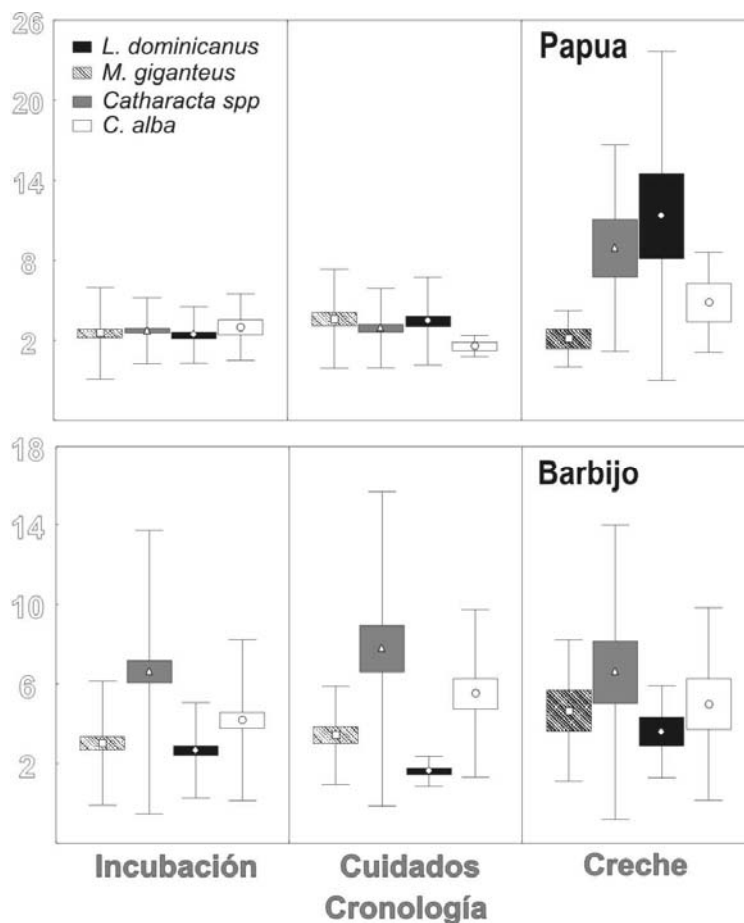 26
20
14
8
2
L. dominicanus
M. giganteus
Catharacta spp
C. alba
Papua
18
14
10
6
2
Barbijo
Incubación Cuidados Creche
Cronología